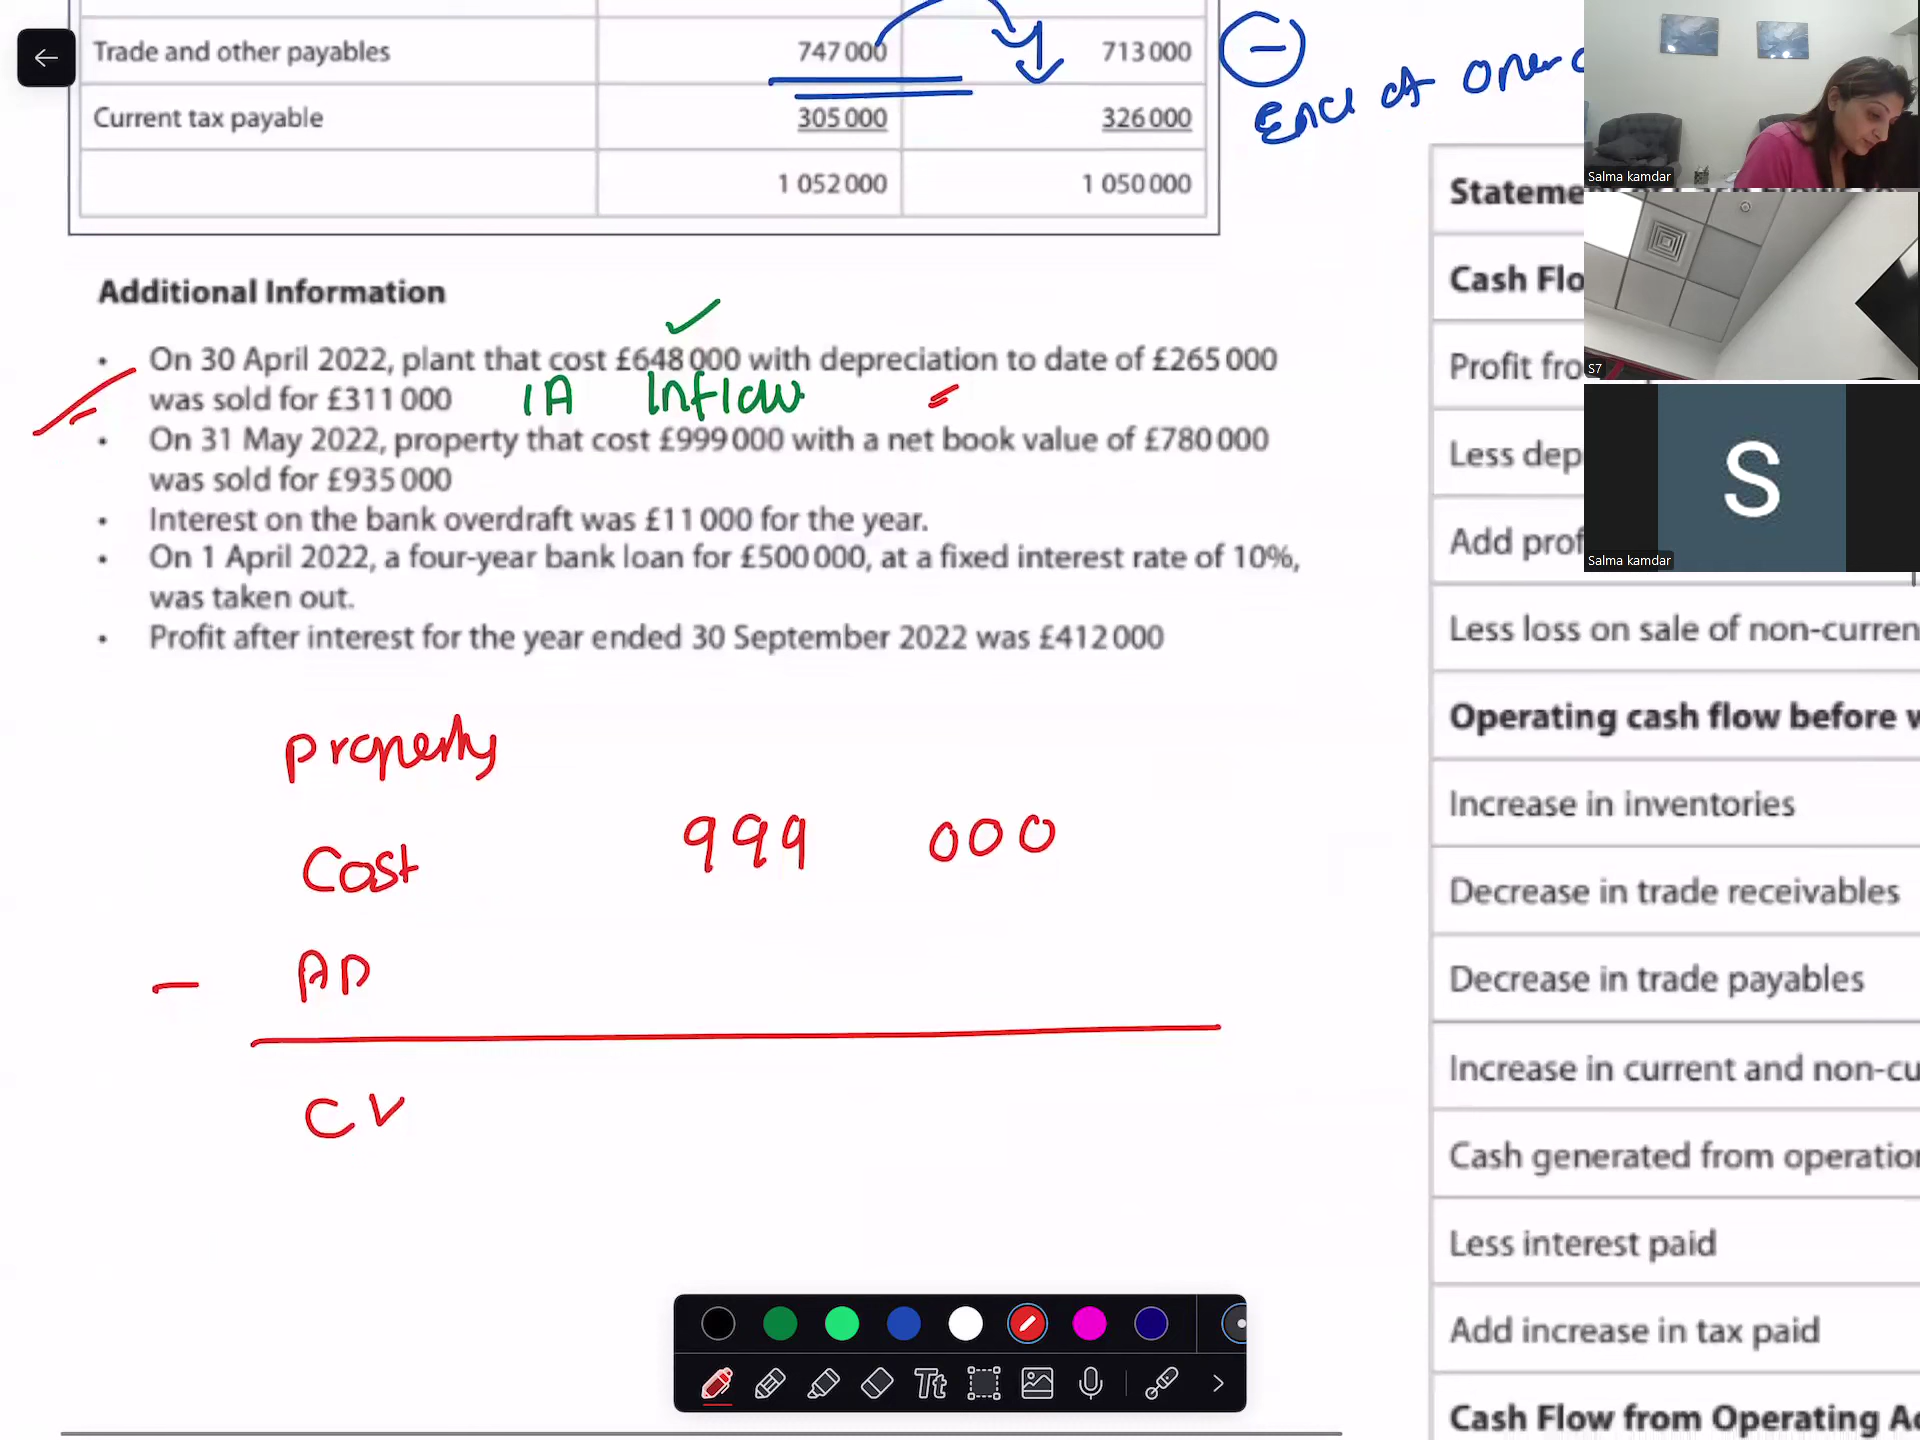 Trade and other payables 747 000 713 000
Current tax payable 305 000 326 000
1 052 000 1 050 000
Additional Information
• On 30 April 2022, plant that cost £648 000 with depreciation to date of £265 000
was sold for £311 000 IA Inflow
• On 31 May 2022, property that cost £999 000 with a net book value of £780 000
was sold for £935 000
• Interest on the bank overdraft was £11 000 for the year.
• On 1 April 2022, a four-year bank loan for £500 000, at a fixed interest rate of 10%,
was taken out.
• Profit after interest for the year ended 30 September 2022 was £412 000
Property
Cost 999 000
- AD
CV
Cash Flo
Profit fro
Less dep
Add prof
Less loss on sale of non-curren
Operating cash flow before w
Increase in inventories
Decrease in trade receivables
Decrease in trade payables
Increase in current and non-cu
Cash generated from operatio
Less interest paid
Add increase in tax paid
Cash Flow from Operating Ac
Salma kamdar
S7
S
Salma kamdar
Tt